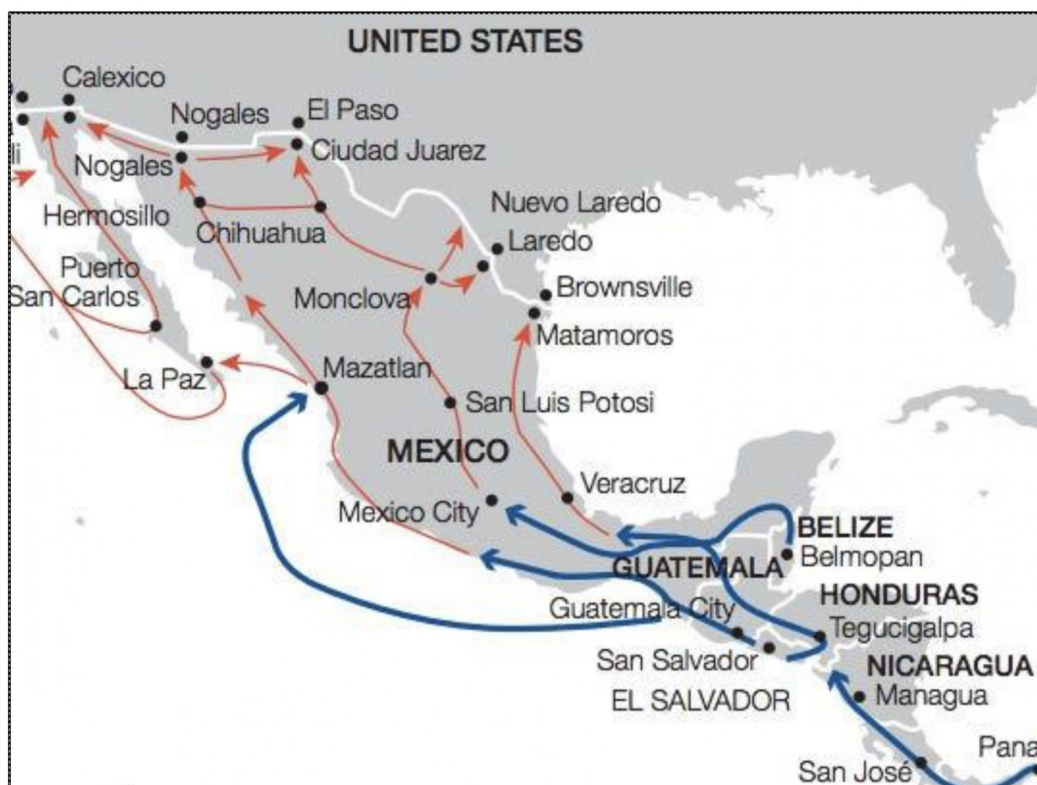 UNITED STATES
Calexico
Nogales
El Paso
Nogales
Ciudad Juarez
li
Hermosillo
Chihuahua
Nuevo Laredo
Laredo
Puerto
San Carlos
Monclova
Brownsville
Matamoros
La Paz
Mazatlan
San Luis Potosi
MEXICO
Mexico City
Veracruz
BELIZE
Belmopan
GUATEMALA
HONDURAS
Guatemala City
Tegucigalpa
San Salvador
NICARAGUA
EL SALVADOR
Managua
Pana
San José